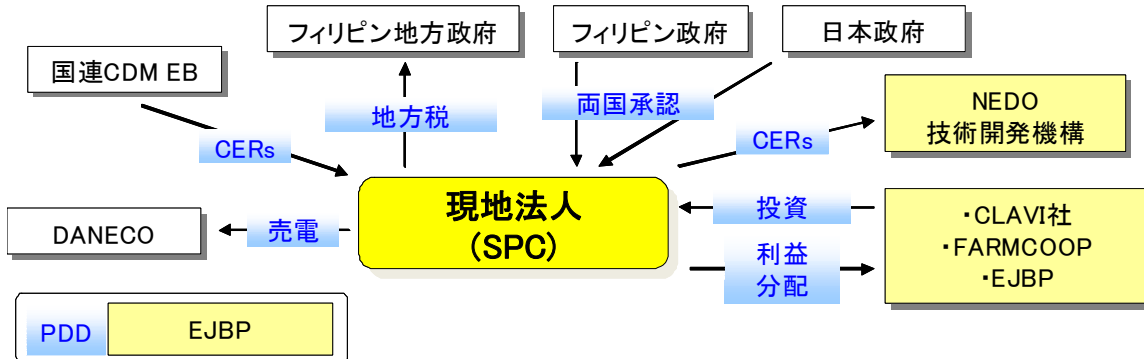 フィリピン地方政府
フィリピン政府
日本政府
国連CDM EB
地方税
両国承認
NEDO
技術開発機構
CERs
CERs
現地法人
(SPC)
投資
・CLAVI社
・FARMCOOP
・EJBP
DANECO
売電
利益
分配
PDD
EJBP